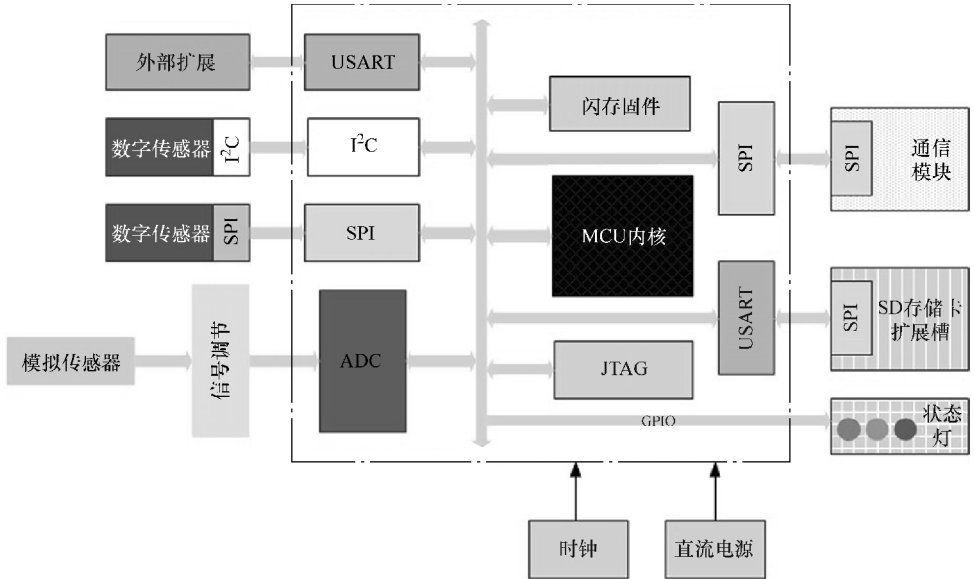 外部扩展
USART
数字传感器
I²C
I²C
数字传感器
SPI
SPI
模拟传感器
信号调节
ADC
闪存固件
MCU内核
JTAG
GPIO
SPI
USART
SPI
通信
模块
SPI
SD存储卡
扩展槽
状态
灯
时钟
直流电源